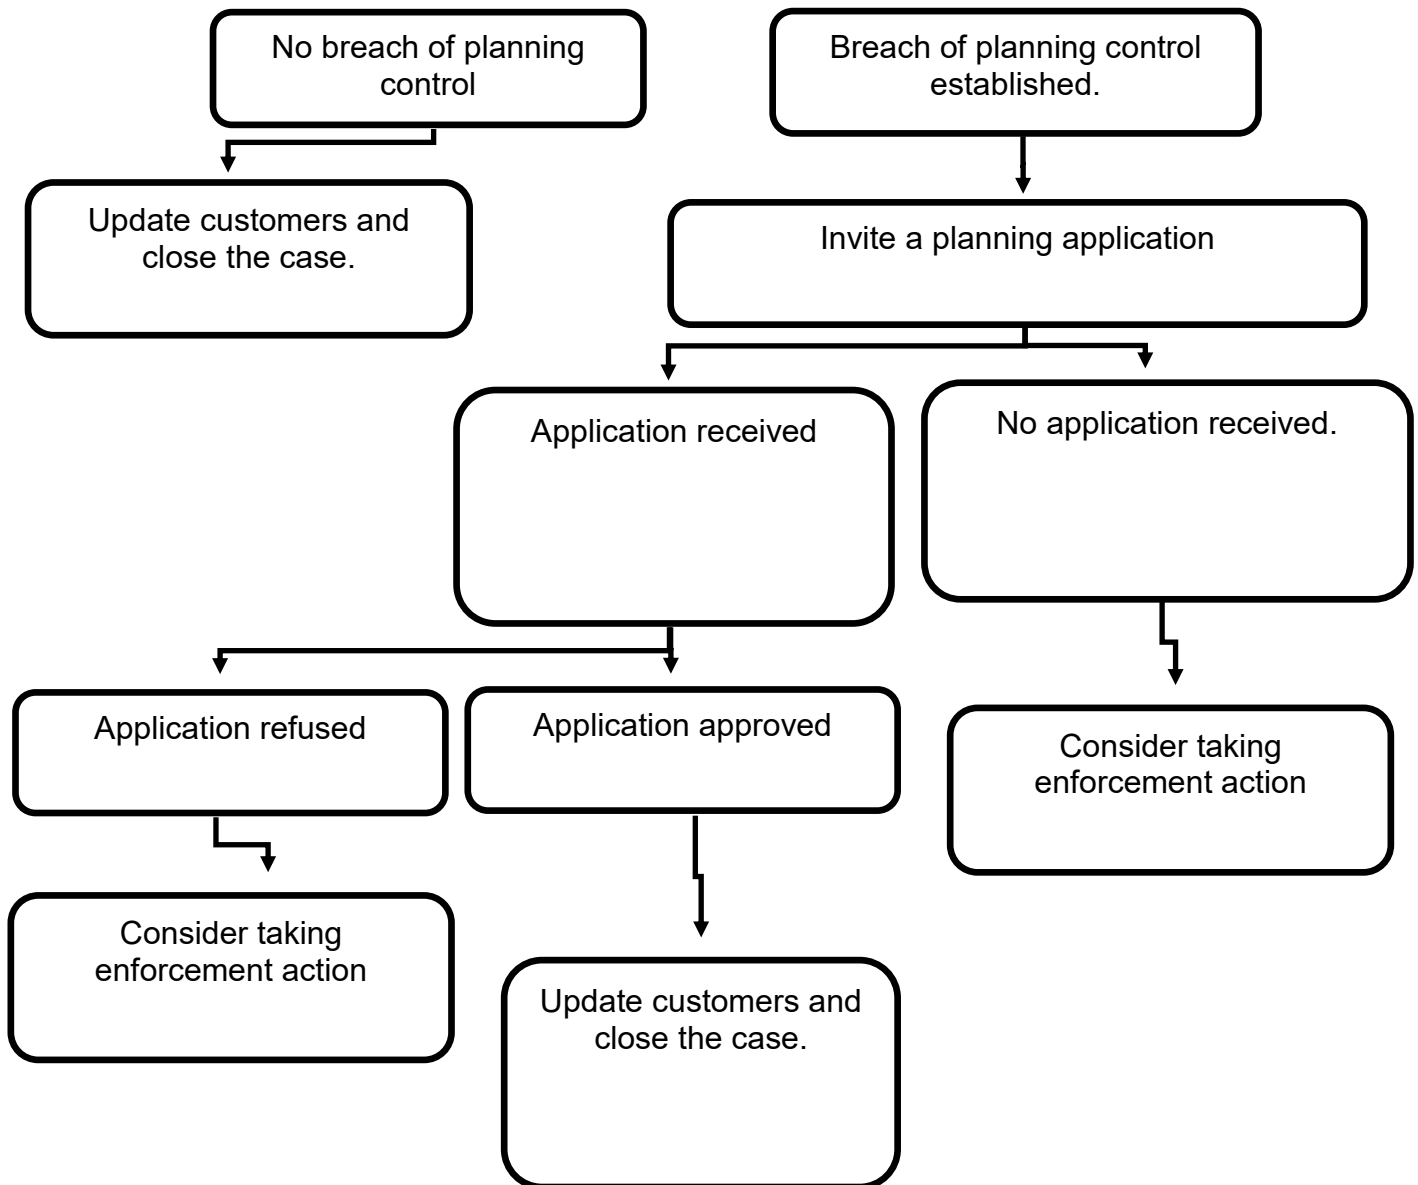 No breach of planning
control
Breach of planning control
established.
Update customers and
close the case.
Invite a planning application
Application received
No application received.
Application refused
Application approved
Consider taking
enforcement action
Consider taking
enforcement action
Update customers and
close the case.